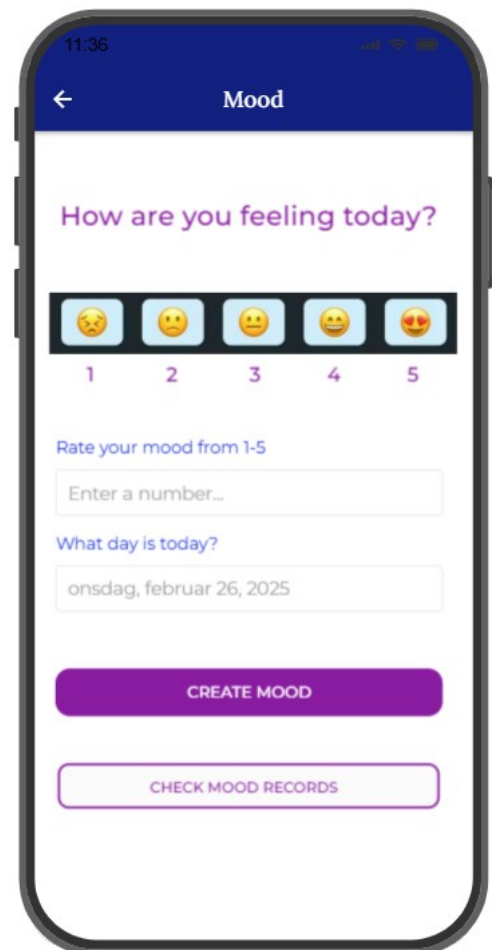 11:36
Mood
How are you feeling today?
1 2 3 4 5
Rate your mood from 1-5
Enter a number...
What day is today?
onsdag, februar 26, 2025
CREATE MOOD
CHECK MOOD RECORDS